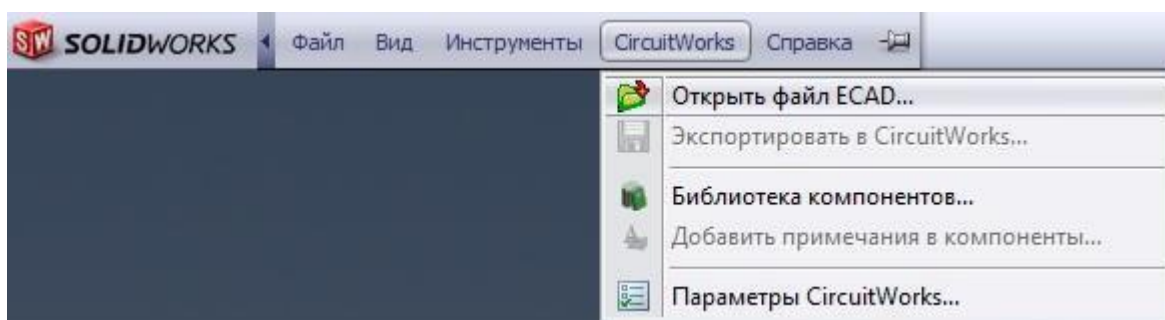 SOLIDWORKS Файл Вид Инструменты CircuitWorks Справка
Открыть файл ECAD...
Экспортировать в CircuitWorks...
Библиотека компонентов...
Добавить примечания в компоненты...
Параметры CircuitWorks...